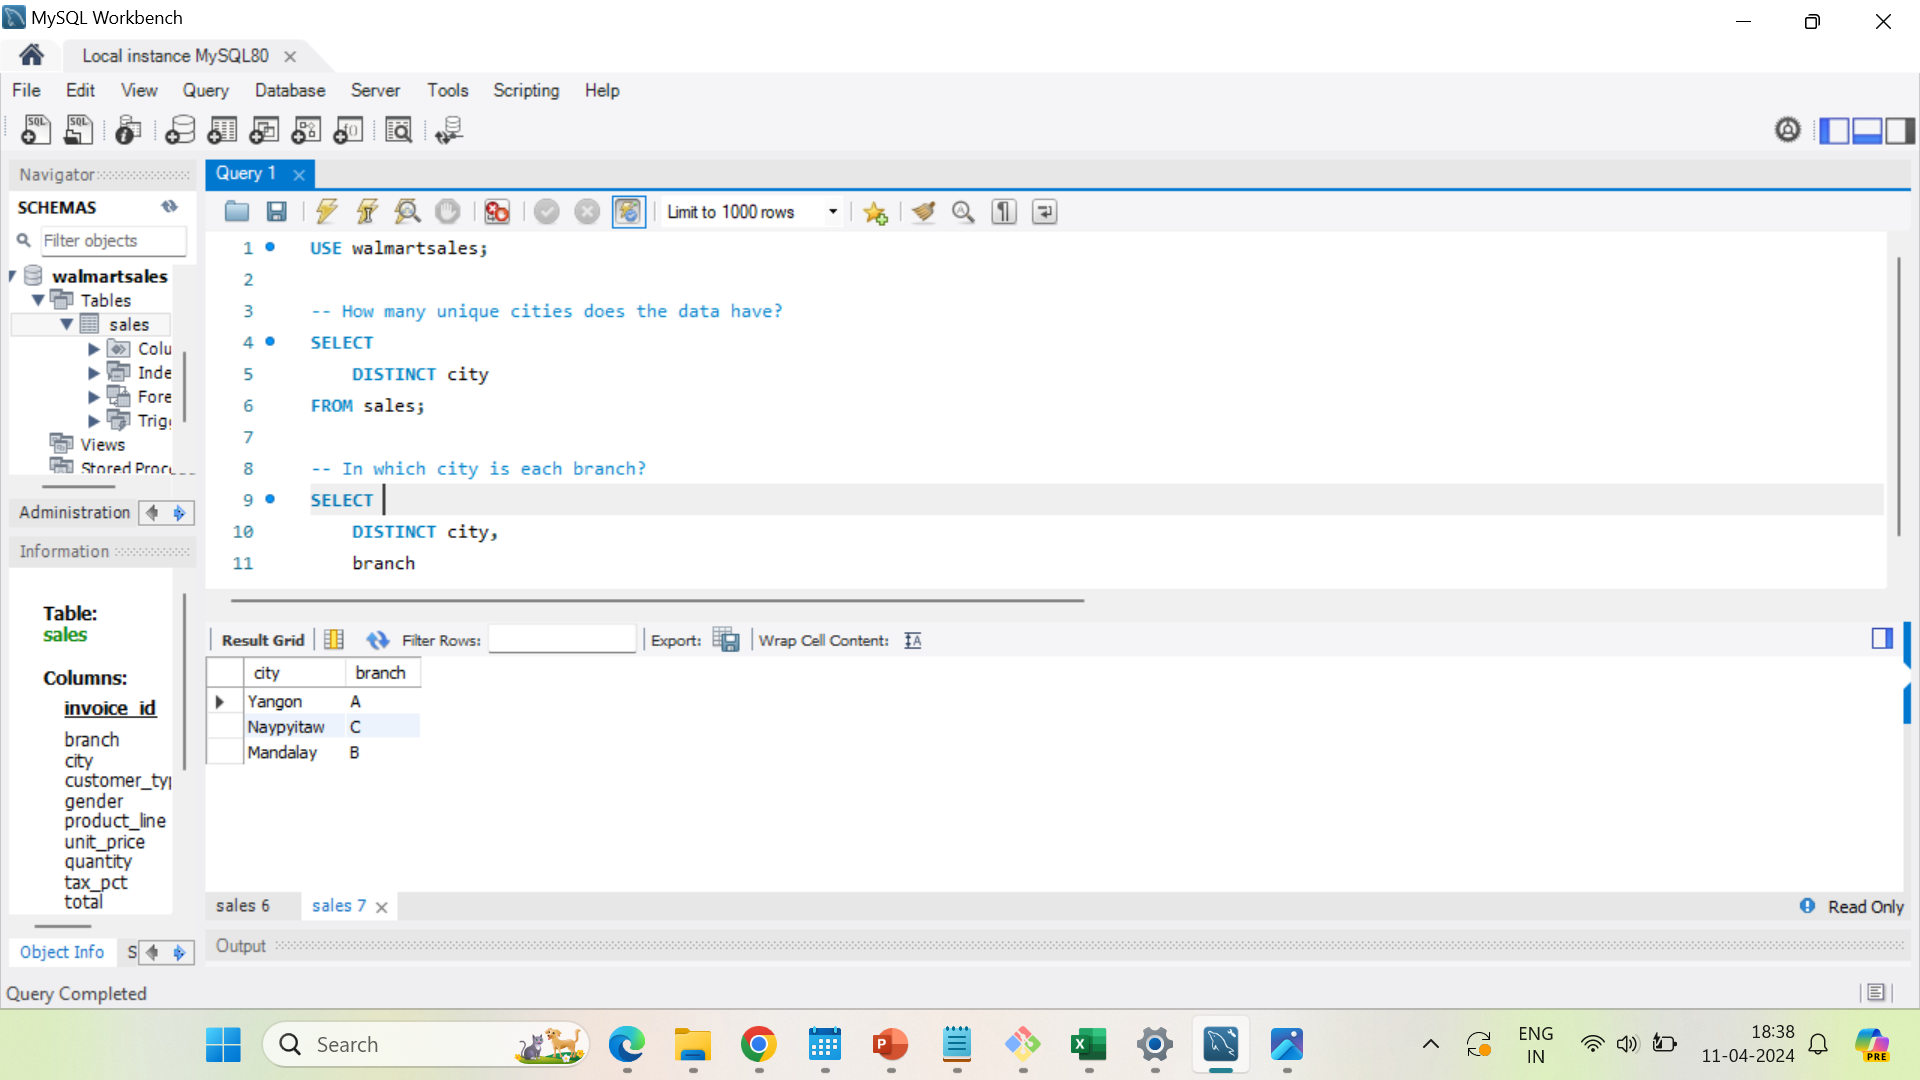 MySQL Workbench
Local instance MySQL80
File Edit View Query Database Server Tools Scripting Help
Navigator
SCHEMAS
Filter objects
walmartsales
Tables
sales
Colu
Inde
Fore
Trig
Views
Stored Proc
Administration
Information
Table:
sales
Columns:
invoice_id
branch
city
customer_typ
gender
product_line
unit_price
quantity
tax_pct
total
Object Info S
Query 1
Limit to 1000 rows
1 USE walmartsales;
2
3 -- How many unique cities does the data have?
4 SELECT
5 DISTINCT city
6 FROM sales;
7
8 -- In which city is each branch?
9 SELECT
10 DISTINCT city,
11 branch
Result Grid Filter Rows: Export: Wrap Cell Content:
city branch
Yangon A
Naypyitaw C
Mandalay B
sales 6 sales 7 Read Only
Output
Query Completed
Search
ENG
IN
18:38
11-04-2024
PRE